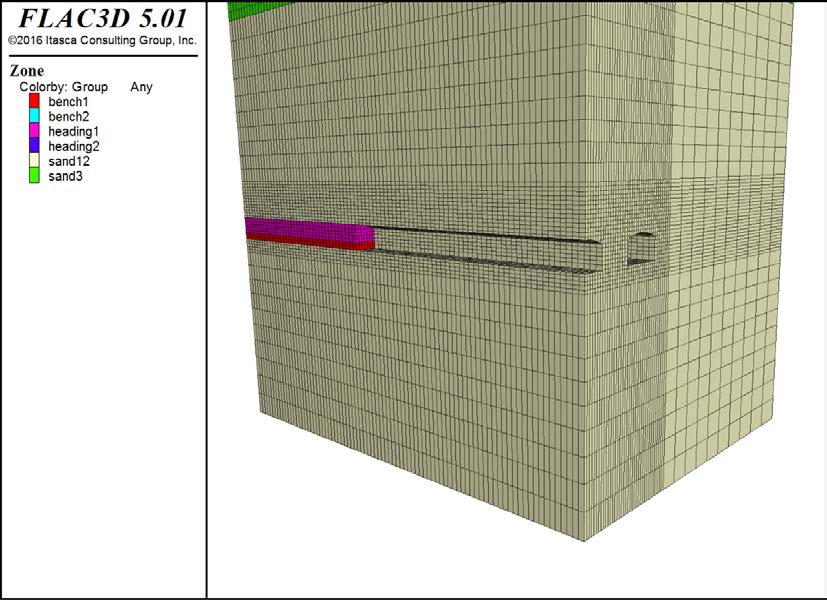 FLAC3D 5.01
©2016 Itasca Consulting Group, Inc.
Zone
Colorby: Group Any
bench1
bench2
heading1
heading2
sand12
sand3